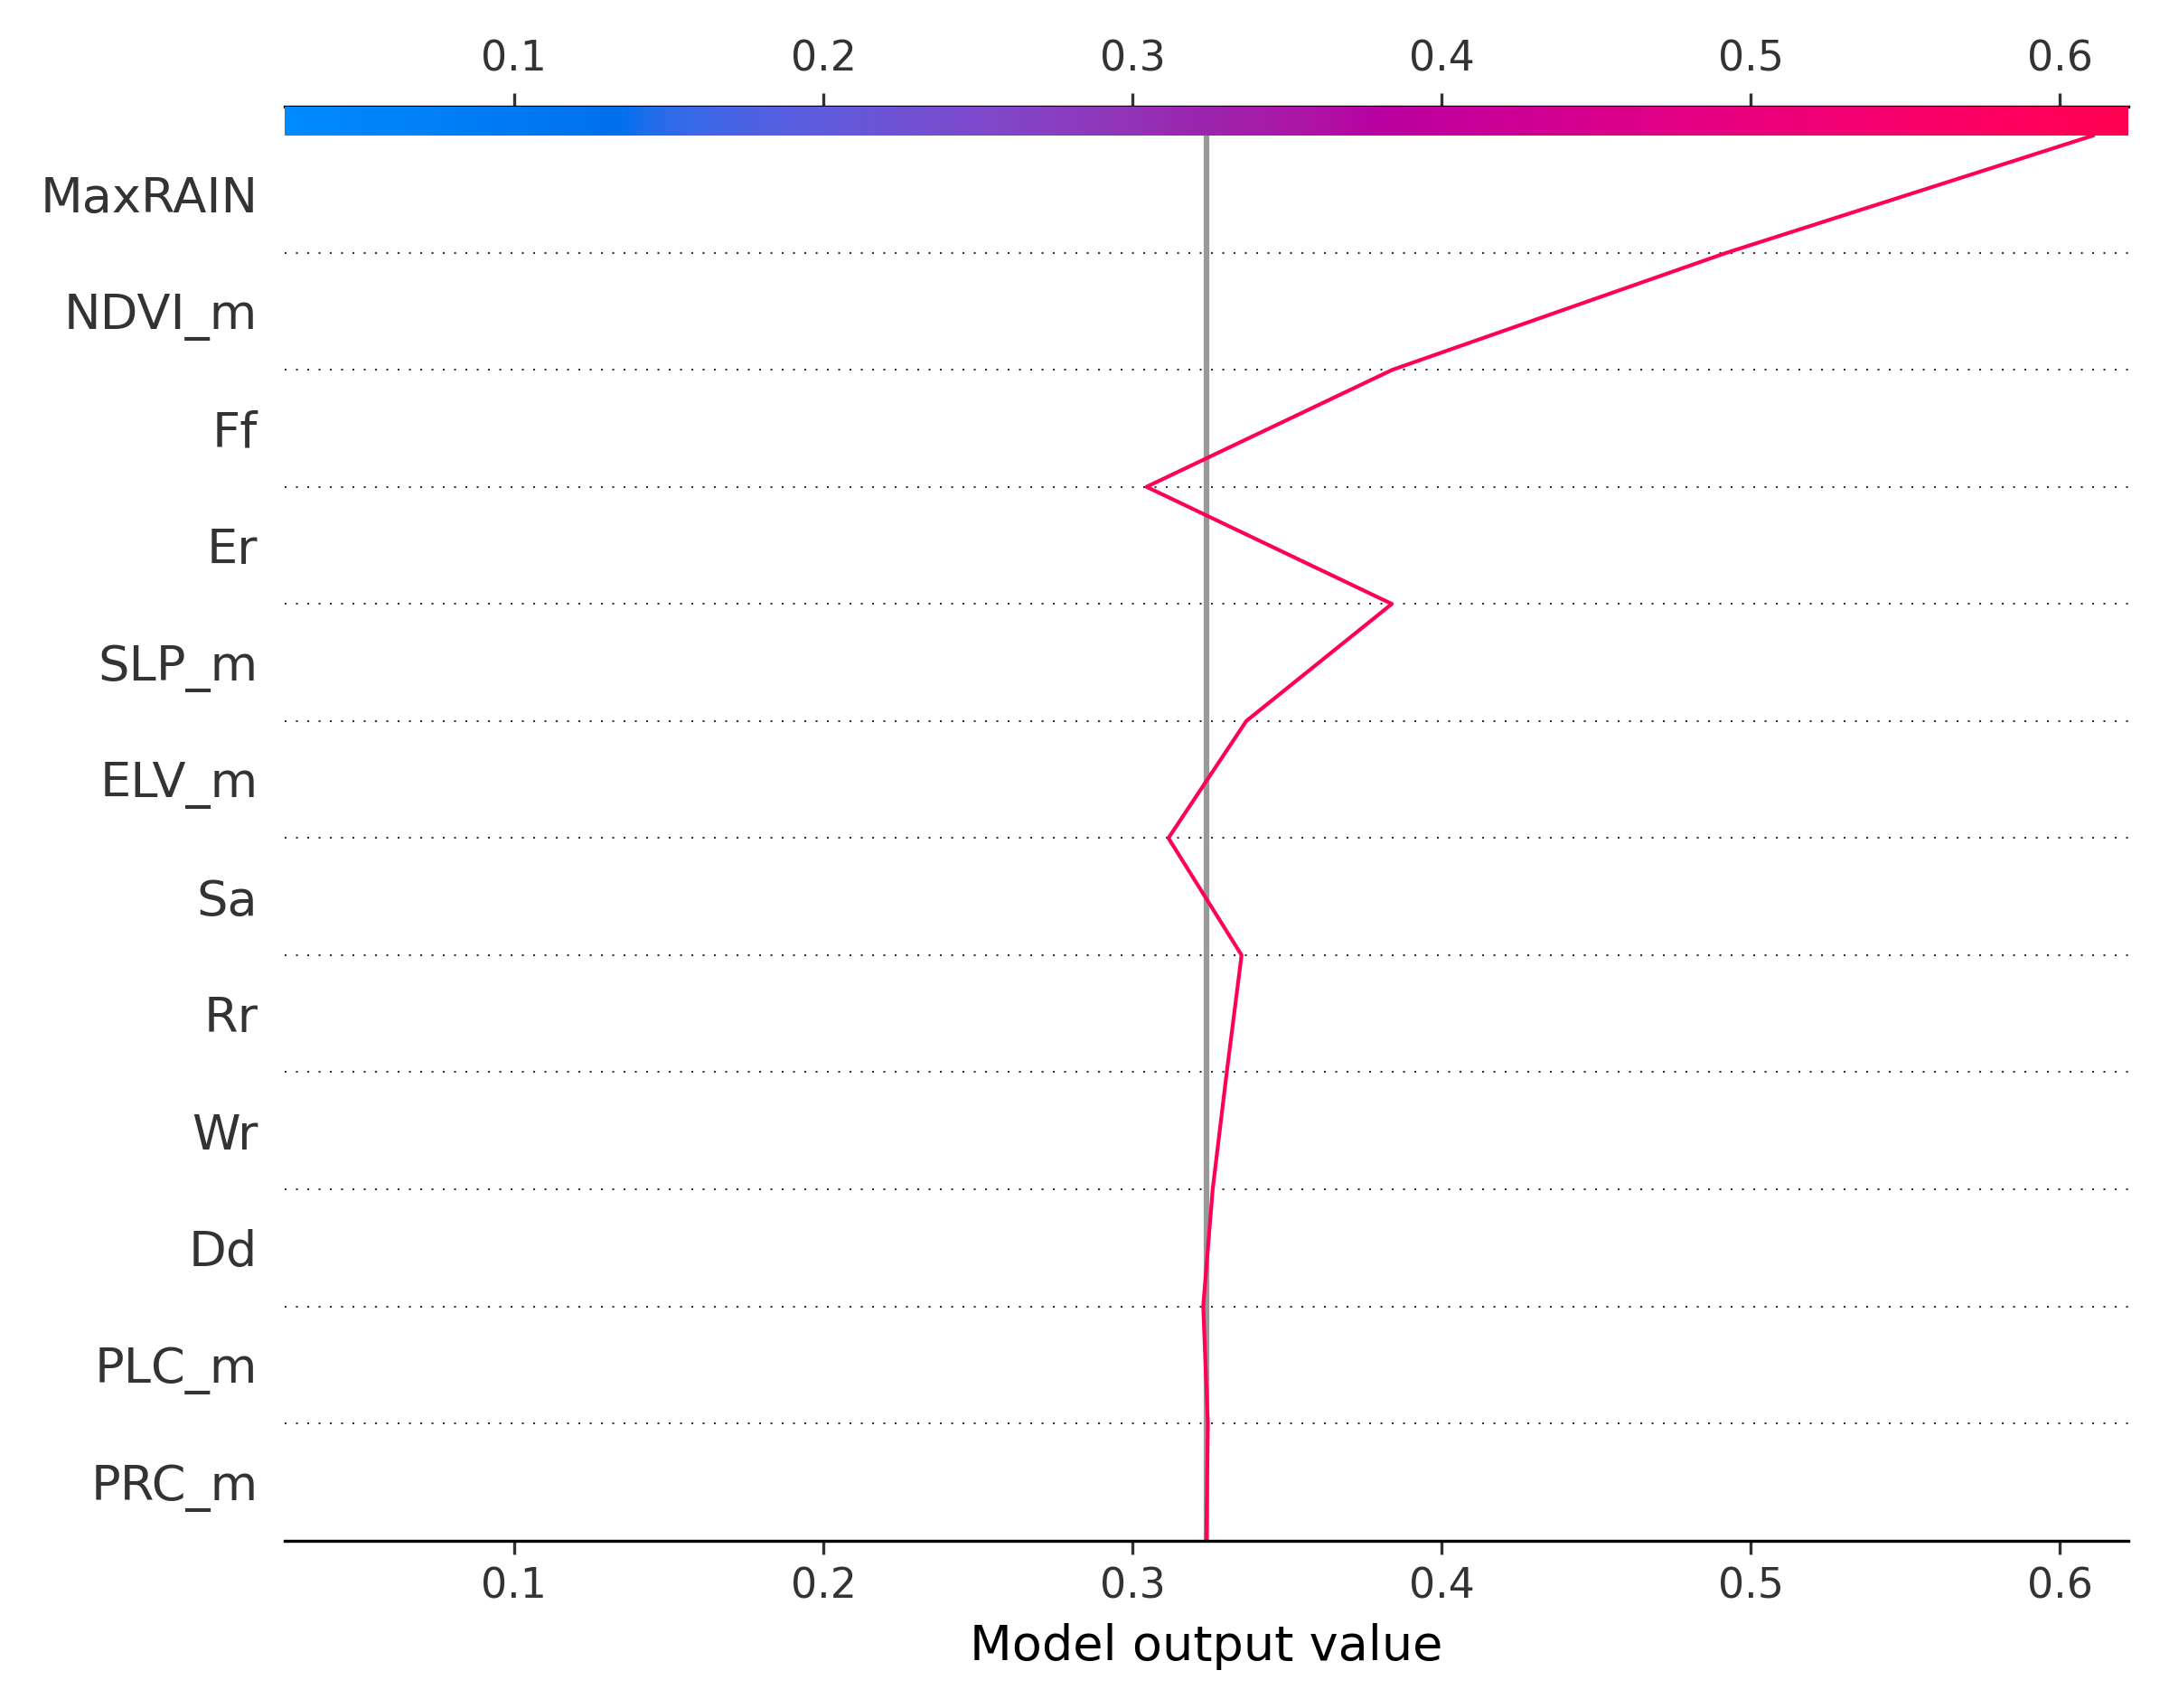 0.1 0.2 0.3 0.4 0.5 0.6
MaxRAIN
NDVI_m
Ff
Er
SLP_m
ELV_m
Sa
Rr
Wr
Dd
PLC_m
PRC_m
0.1 0.2 0.3 0.4 0.5 0.6
Model output value